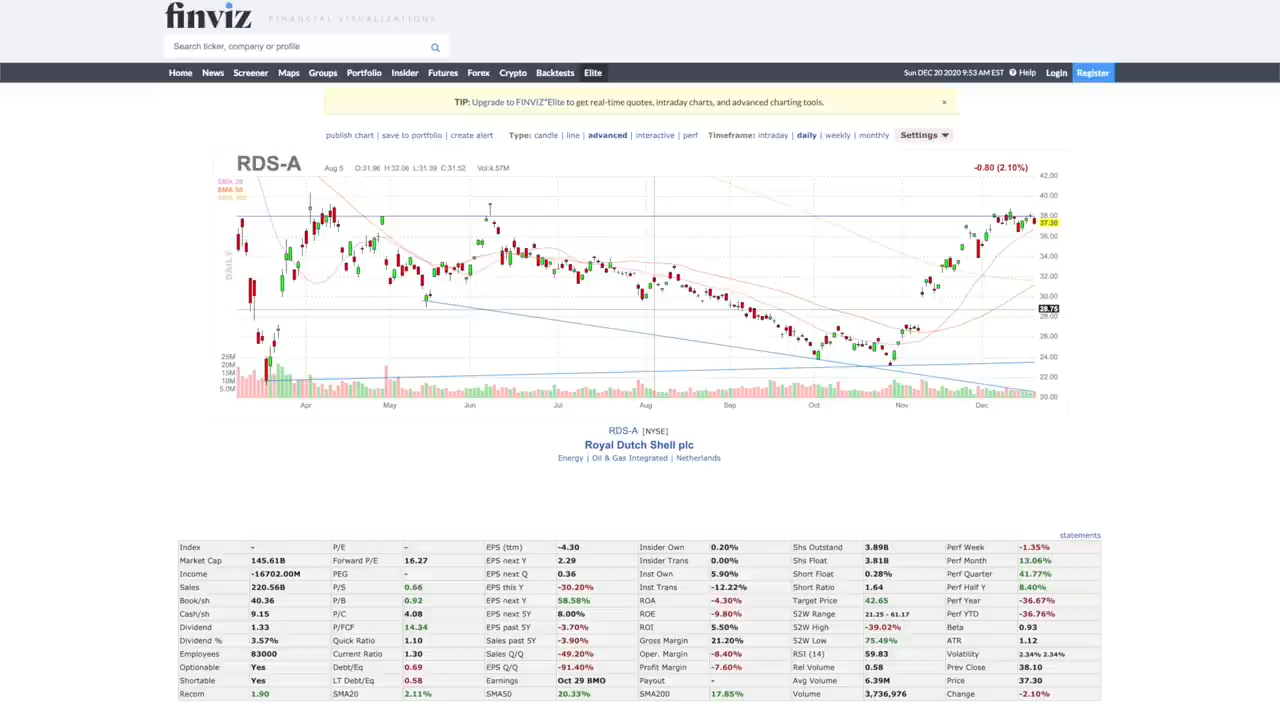 finviz FINANCIAL VISUALIZATIONS
Search ticker, company or profile
Home News Screener Maps Groups Portfolio Insider Futures Forex Crypto Backtests Elite Sun DEC 20 2020 9:53 AM EST Help Login Register
TIP: Upgrade to FINVIZ*Elite to get real-time quotes, intraday charts, and advanced charting tools. ×
publish chart | save to portfolio | create alert Type: candle | line | advanced | interactive | perf Timeframe: intraday | daily | weekly | monthly Settings
RDS-A Aug 5 O:31.96 H:32.06 L:31.39 C:31.52 Vol:4.57M -0.80 (2.10%)
SMA 20
SMA 50
SMA 200
DAILY
42.00
40.00
38.00
37.30
36.00
34.00
32.00
30.00
28.75
28.00
26.00
25M 24.00
20M
15M 22.00
10M
5.0M
20.00
Apr May Jun Jul Aug Sep Oct Nov Dec
RDS-A [NYSE]
Royal Dutch Shell plc
Energy | Oil & Gas Integrated | Netherlands
statements
Index - P/E - EPS (ttm) -4.30 Insider Own 0.20% Shs Outstand 3.89B Perf Week -1.35%
Market Cap 145.61B Forward P/E 16.27 EPS next Y 2.29 Insider Trans 0.00% Shs Float 3.81B Perf Month 13.06%
Income -16702.00M PEG - EPS next Q 0.36 Inst Own 5.90% Short Float 0.28% Perf Quarter 41.77%
Sales 220.56B P/S 0.66 EPS this Y -30.20% Inst Trans -12.22% Short Ratio 1.64 Perf Half Y 8.40%
Book/sh 40.36 P/B 0.92 EPS next Y 58.58% ROA -4.30% Target Price 42.65 Perf Year -36.67%
Cash/sh 9.15 P/C 4.08 EPS next 5Y 8.00% ROE -9.80% 52W Range 21.25 - 61.17 Perf YTD -36.76%
Dividend 1.33 P/FCF 14.34 EPS past 5Y -3.70% ROI 5.50% 52W High -39.02% Beta 0.93
Dividend % 3.57% Quick Ratio 1.10 Sales past 5Y -3.90% Gross Margin 21.20% 52W Low 75.49% ATR 1.12
Employees 83000 Current Ratio 1.30 Sales Q/Q -49.20% Oper. Margin -8.40% RSI (14) 59.83 Volatility 2.34% 2.34%
Optionable Yes Debt/Eq 0.69 EPS Q/Q -91.40% Profit Margin -7.60% Rel Volume 0.58 Prev Close 38.10
Shortable Yes LT Debt/Eq 0.58 Earnings Oct 29 BMO Payout - Avg Volume 6.39M Price 37.30
Recom 1.90 SMA20 2.11% SMA50 20.33% SMA200 17.85% Volume 3,736,976 Change -2.10%